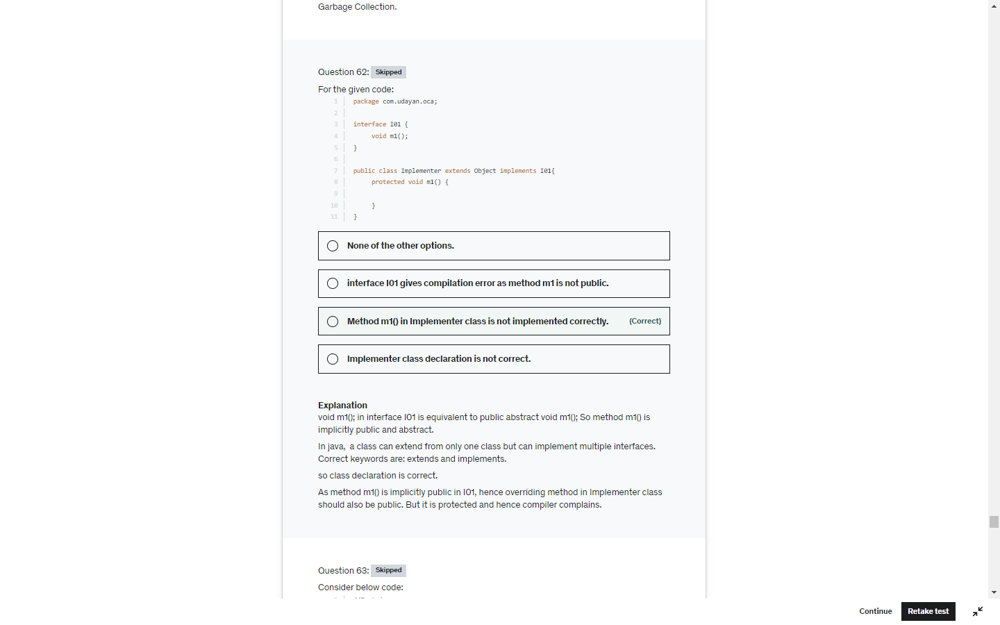 Garbage Collection.
Question 62: Skipped
For the given code:
1 package com.udayan.oca;
2
3 interface I01 {
4 void m1();
5 }
6
7 public class Implementer extends Object implements I01{
8 protected void m1() {
9
10 }
11 }
None of the other options.
interface I01 gives compilation error as method m1 is not public.
Method m1() in Implementer class is not implemented correctly. (Correct)
Implementer class declaration is not correct.
Explanation
void m1(); in interface I01 is equivalent to public abstract void m1(); So method m1() is
implicitly public and abstract.
In java,  a class can extend from only one class but can implement multiple interfaces.
Correct keywords are: extends and implements.
so class declaration is correct.
As method m1() is implicitly public in I01, hence overriding method in Implementer class
should also be public. But it is protected and hence compiler complains.
Question 63: Skipped
Consider below code:
Continue Retake test